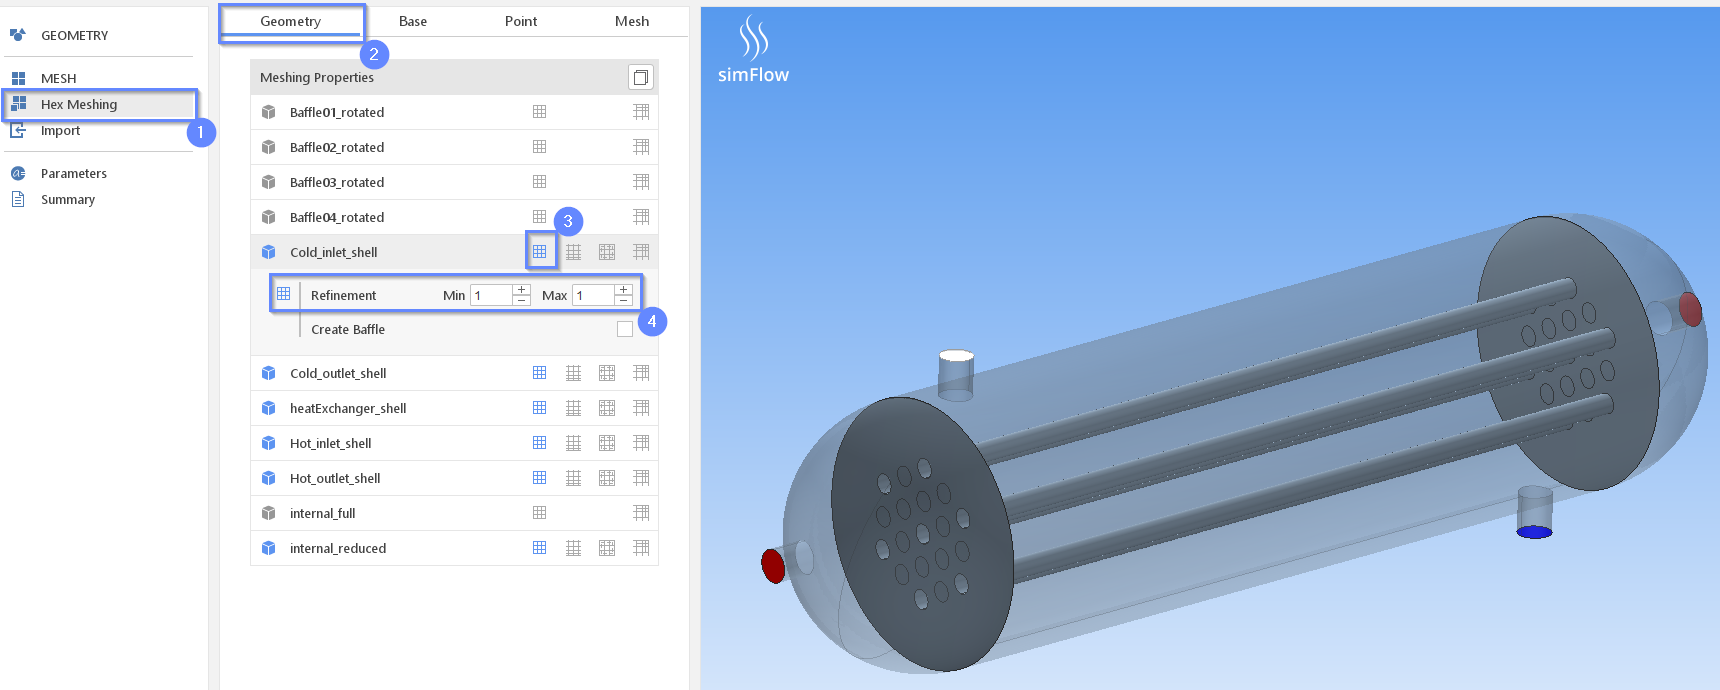 GEOMETRY
MESH
Hex Meshing
1
Import
Parameters
Summary
Geometry Base Point Mesh
2
Meshing Properties
Baffle01_rotated
Baffle02_rotated
Baffle03_rotated
Baffle04_rotated
3
Cold_inlet_shell
Refinement Min 1 Max 1
4
Create Baffle
Cold_outlet_shell
heatExchanger_shell
Hot_inlet_shell
Hot_outlet_shell
internal_full
internal_reduced
simFlow